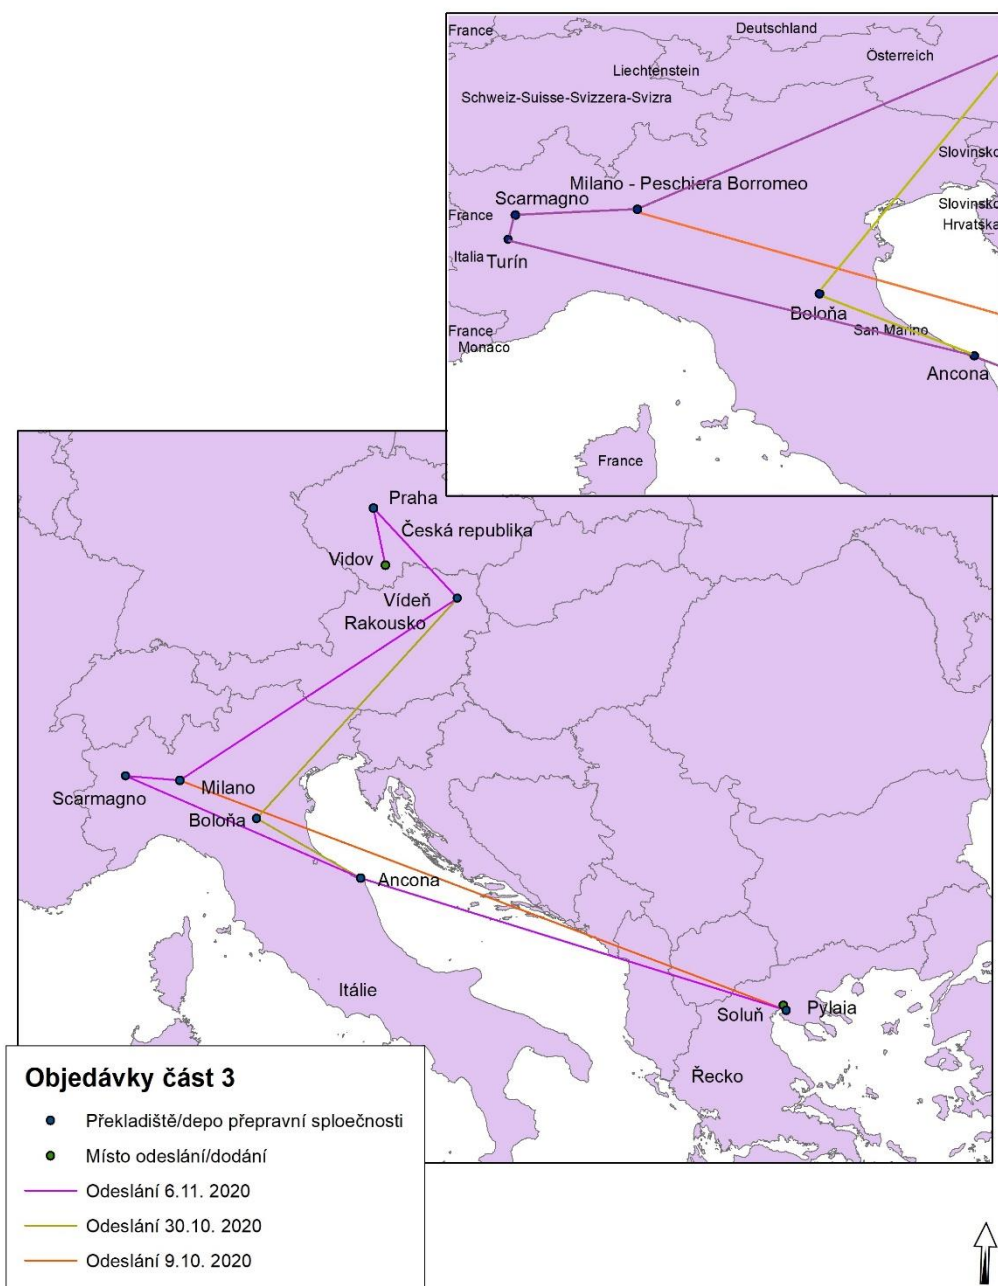 France
Deutschland
Österreich
Liechtenstein
Schweiz-Suisse-Svizzera-Svizra
Slovinsko
Milano - Peschiera Borromeo
Scarmagno
France
Slovinsko
Hrvatska
Italia
Turín
Boloňa
France
San Marino
Monaco
Ancona
France
Praha
Česká republika
Vidov
Vídeň
Rakousko
Milano
Scarmagno
Boloňa
Ancona
Itálie
Soluň
Pylaia
Řecko
Objedávky část 3
Překladiště/depo přepravní sploečnosti
Místo odeslání/dodání
Odeslání 6.11. 2020
Odeslání 30.10. 2020
Odeslání 9.10. 2020